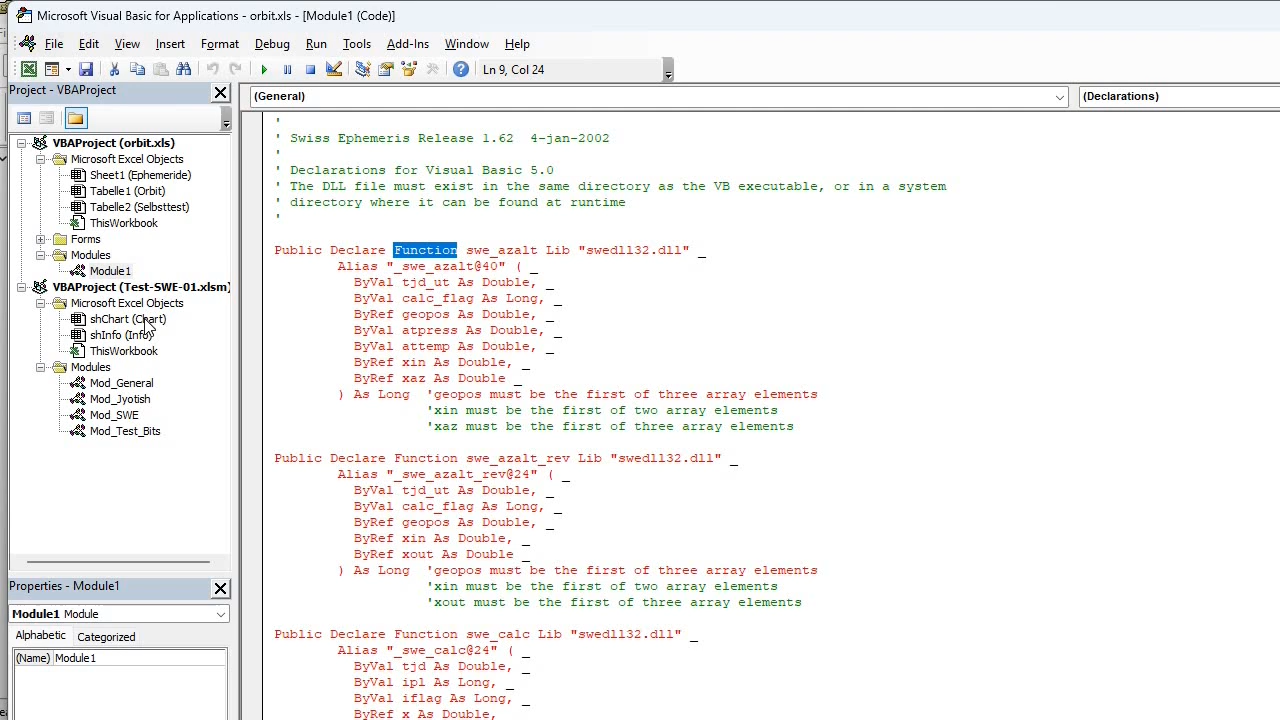 Microsoft Visual Basic for Applications - orbit.xls - [Module1 (Code)]
File Edit View Insert Format Debug Run Tools Add-Ins Window Help
Ln 9, Col 24
Project - VBAProject
VBAProject (orbit.xls)
Microsoft Excel Objects
Sheet1 (Ephemeride)
Tabelle1 (Orbit)
Tabelle2 (Selbsttest)
ThisWorkbook
Forms
Modules
Module1
VBAProject (Test-SWE-01.xlsm)
Microsoft Excel Objects
shChart (Chart)
shInfo (Info)
ThisWorkbook
Modules
Mod_General
Mod_Jyotish
Mod_SWE
Mod_Test_Bits
Properties - Module1
Module1 Module
Alphabetic Categorized
(Name) Module1
(General) (Declarations)
'
' Swiss Ephemeris Release 1.62  4-jan-2002
'
' Declarations for Visual Basic 5.0
' The DLL file must exist in the same directory as the VB executable, or in a system
' directory where it can be found at runtime
'
Public Declare Function swe_azalt Lib "swedll32.dll" _
Alias "_swe_azalt@40" ( _
ByVal tjd_ut As Double, _
ByVal calc_flag As Long, _
ByRef geopos As Double, _
ByVal atpress As Double, _
ByVal attemp As Double, _
ByRef xin As Double, _
ByRef xaz As Double _
) As Long  'geopos must be the first of three array elements
'xin must be the first of two array elements
'xaz must be the first of three array elements
Public Declare Function swe_azalt_rev Lib "swedll32.dll" _
Alias "_swe_azalt_rev@24" ( _
ByVal tjd_ut As Double, _
ByVal calc_flag As Long, _
ByRef geopos As Double, _
ByRef xin As Double, _
ByRef xout As Double _
) As Long  'geopos must be the first of three array elements
'xin must be the first of two array elements
'xout must be the first of three array elements
Public Declare Function swe_calc Lib "swedll32.dll" _
Alias "_swe_calc@24" ( _
ByVal tjd As Double, _
ByVal ipl As Long, _
ByVal iflag As Long, _
ByRef x As Double,